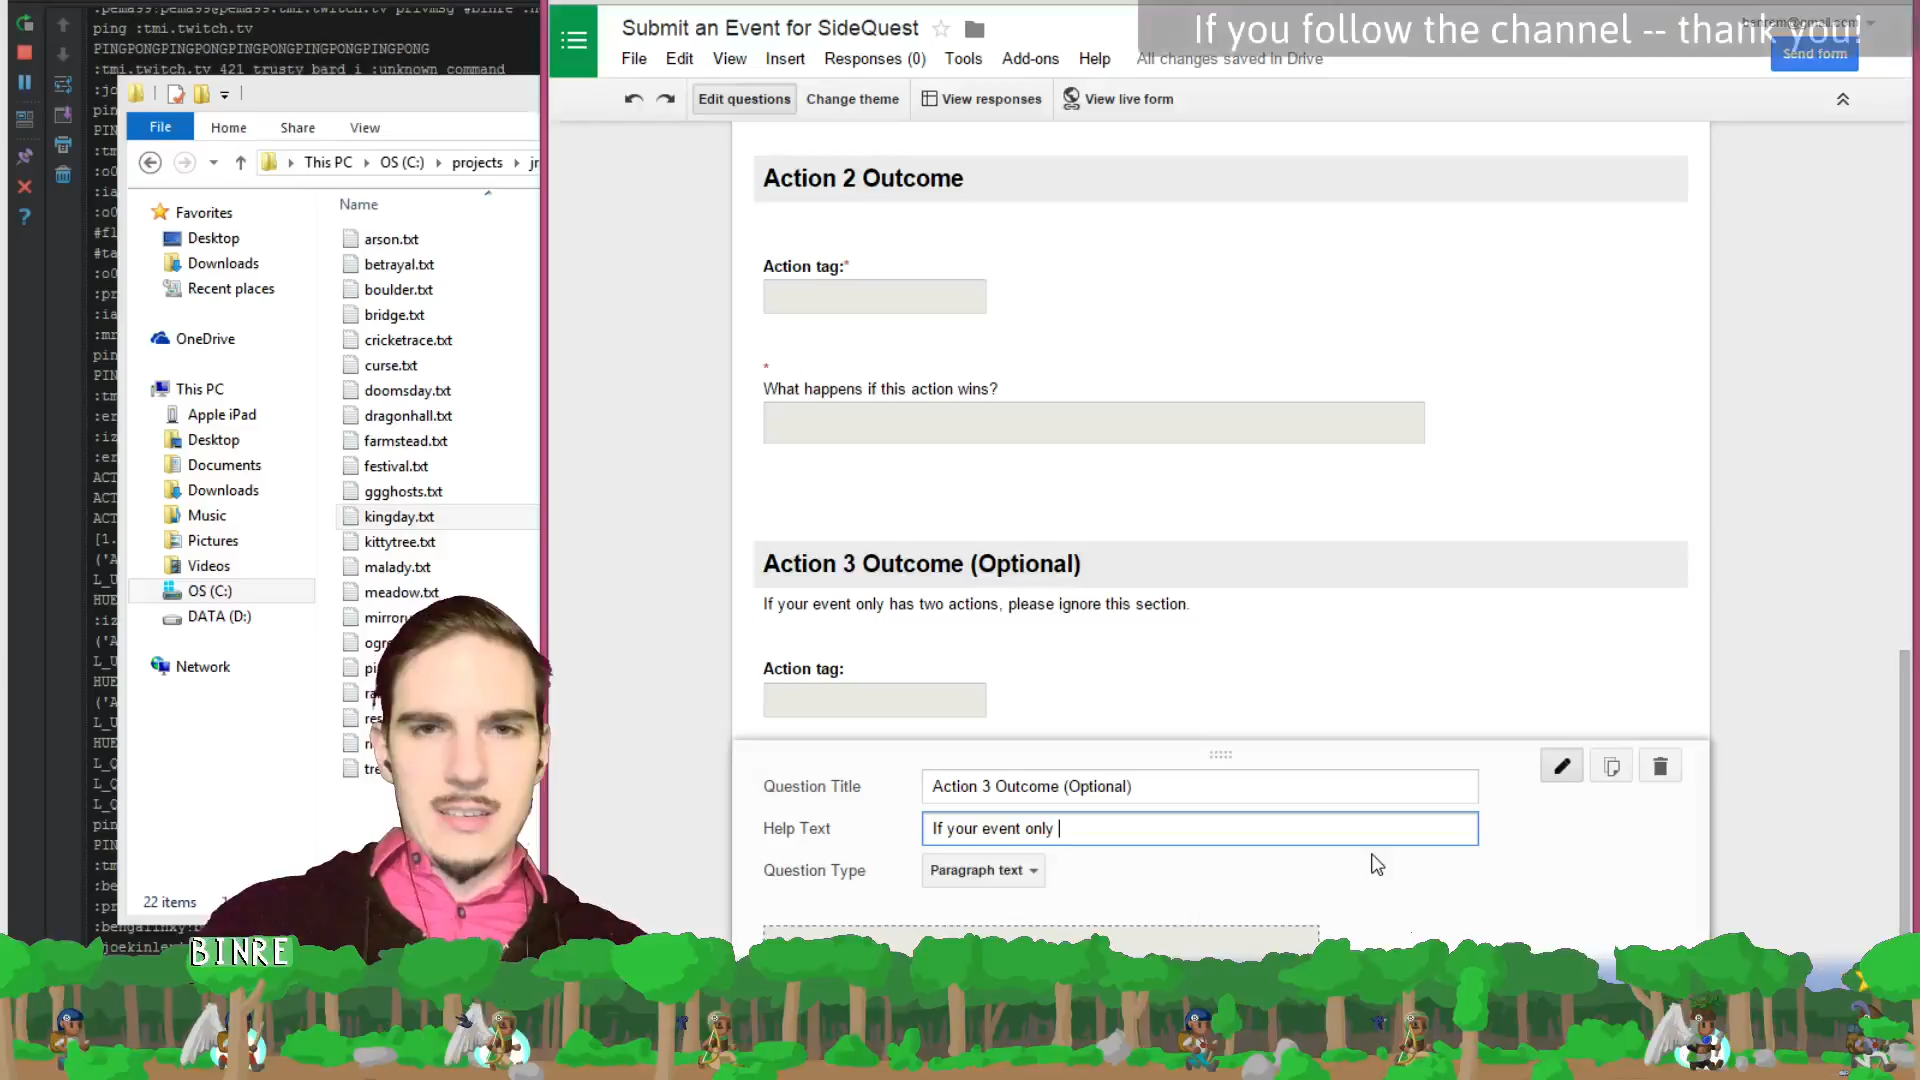 ping :tmi.twitch.tv
PINGPONGPINGPONGPINGPONGPINGPONGPINGPONG
:tmi.twitch.tv 421 trusty_bard i :unknown command
File Home Share View
This PC OS (C:) projects
Name
Favorites
Desktop
Downloads
Recent places
OneDrive
This PC
Apple iPad
Desktop
Documents
Downloads
Music
Pictures
Videos
OS (C:)
DATA (D:)
Network
arson.txt
betrayal.txt
boulder.txt
bridge.txt
cricketrace.txt
curse.txt
doomsday.txt
dragonhall.txt
farmstead.txt
festival.txt
ggghosts.txt
kingday.txt
kittytree.txt
malady.txt
meadow.txt
22 items
BINRE
Submit an Event for SideQuest
If you follow the channel -- thank you!
File Edit View Insert Responses (0) Tools Add-ons Help All changes saved in Drive
Send form
Edit questions Change theme View responses View live form
Action 2 Outcome
Action tag:*
*
What happens if this action wins?
Action 3 Outcome (Optional)
If your event only has two actions, please ignore this section.
Action tag:
Question Title Action 3 Outcome (Optional)
Help Text If your event only
Question Type Paragraph text